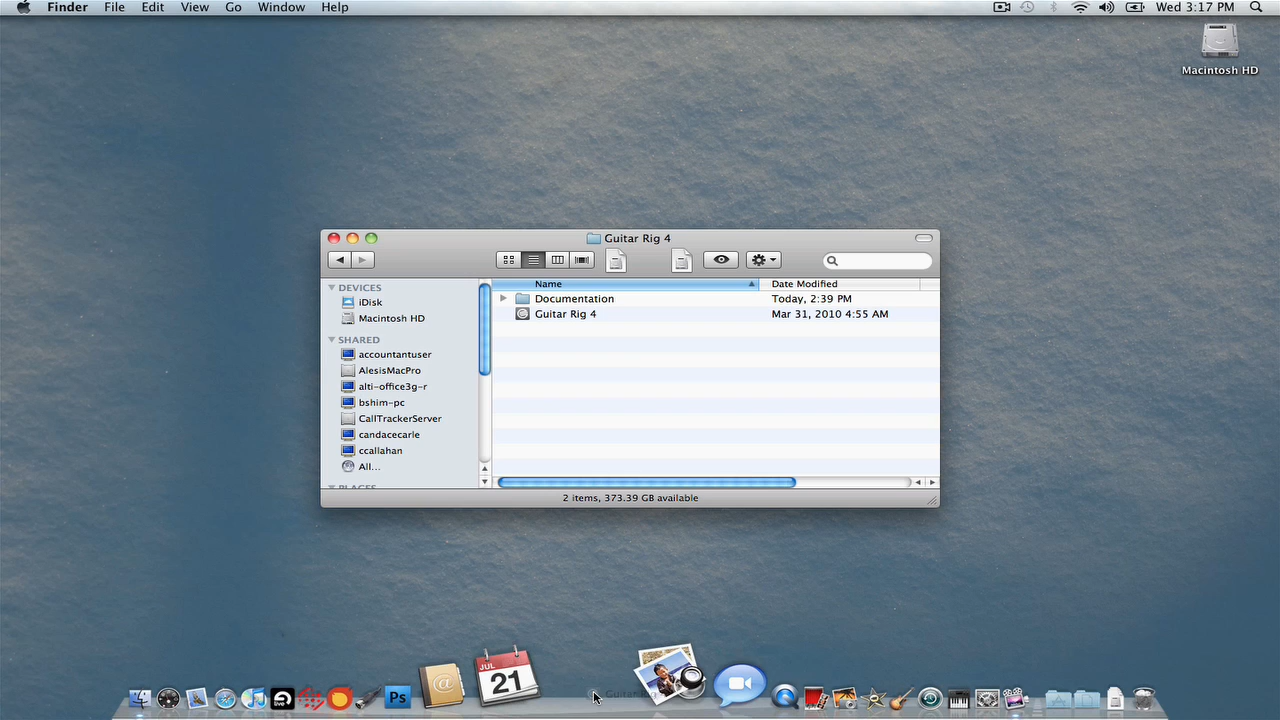 Finder File Edit View Go Window Help Wed 3:17 PM
Macintosh HD
Guitar Rig 4
Name Date Modified
DEVICES
iDisk
Macintosh HD
SHARED
accountantuser
AlesisMacPro
alti-office3g-r
bshim-pc
CallTrackerServer
candacecarle
ccallahan
All...
PLACES
Documentation Today, 2:39 PM
Guitar Rig 4 Mar 31, 2010 4:55 AM
2 items, 373.39 GB available
JUL
21
live
Ps
@
Guitar